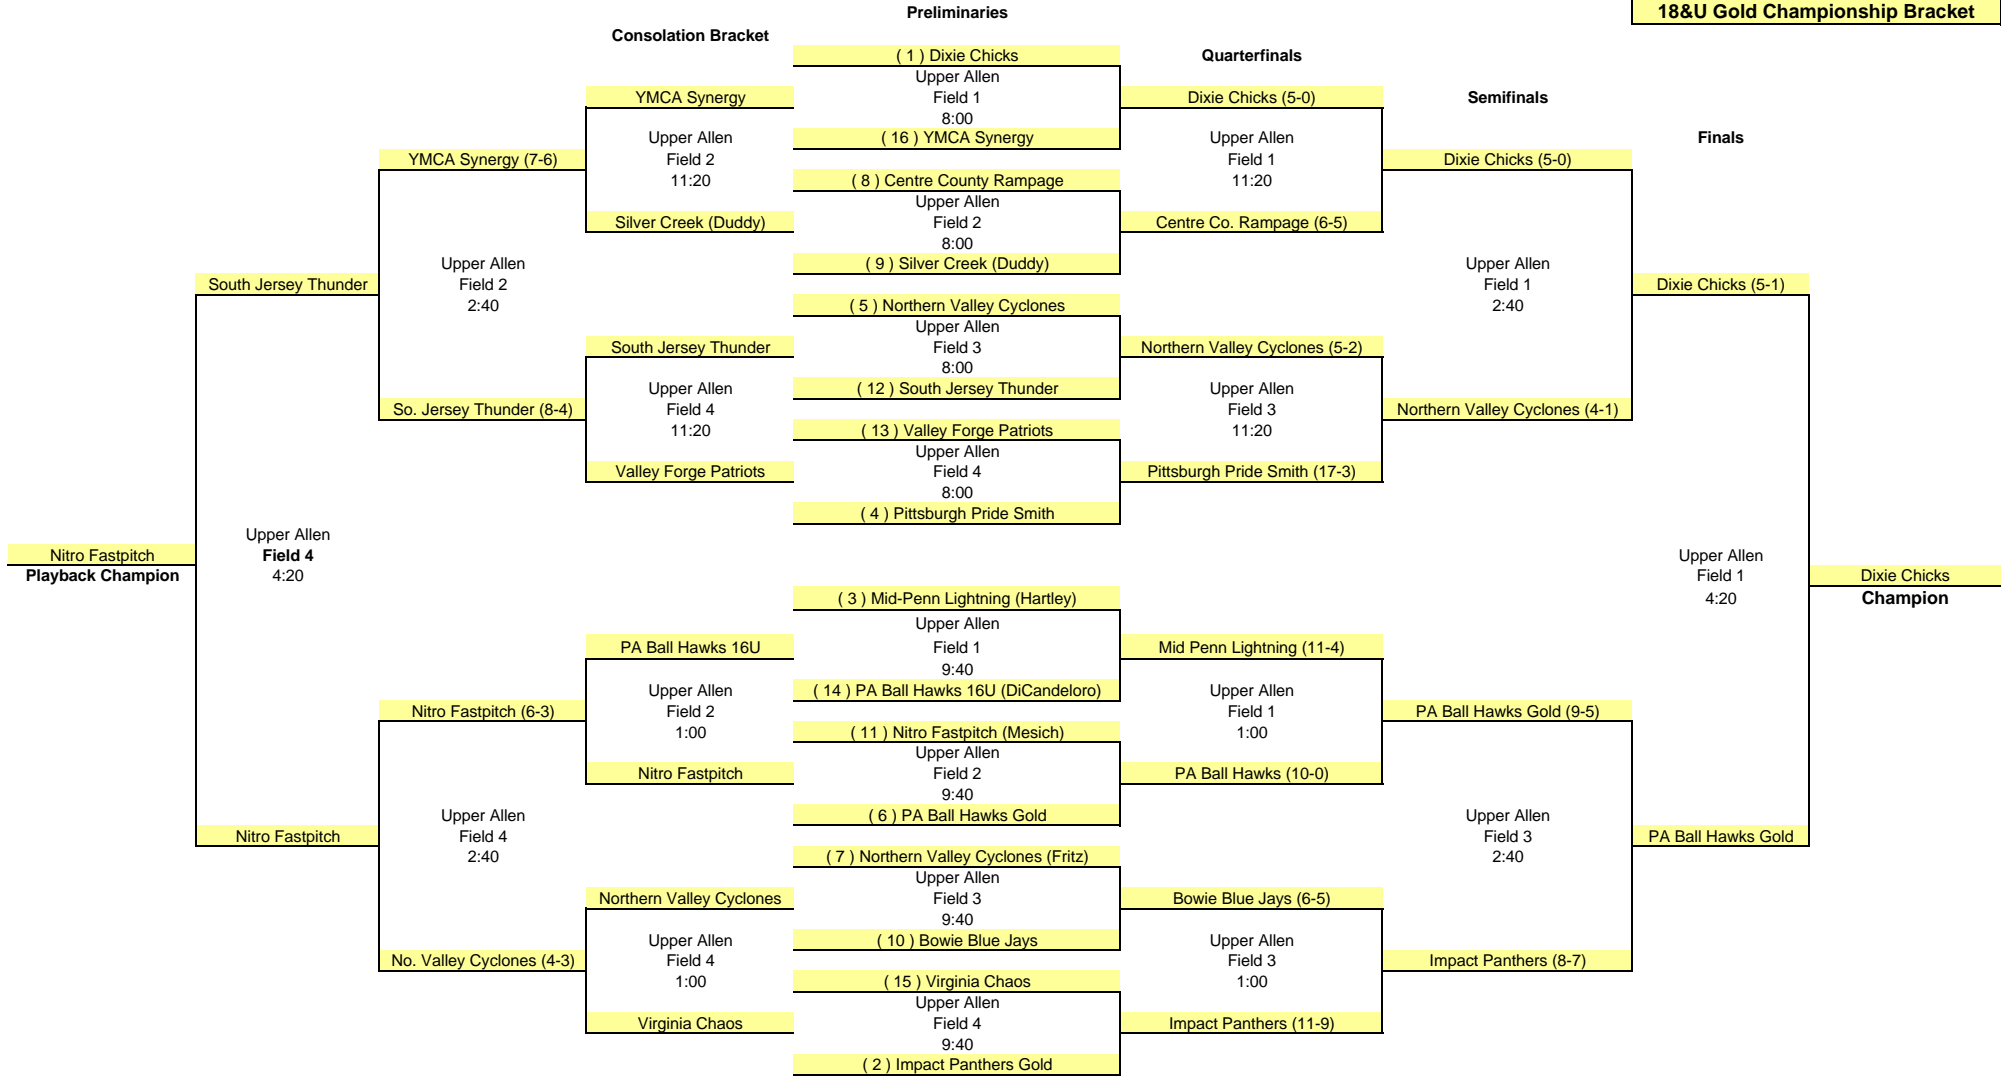 18&U Gold Championship Bracket
Preliminaries
Consolation Bracket
Quarterfinals
Semifinals
Finals
( 1 ) Dixie Chicks
Upper Allen
Field 1
8:00
( 16 ) YMCA Synergy
( 8 ) Centre County Rampage
Upper Allen
Field 2
8:00
( 9 ) Silver Creek (Duddy)
( 5 ) Northern Valley Cyclones
Upper Allen
Field 3
8:00
( 12 ) South Jersey Thunder
( 13 ) Valley Forge Patriots
Upper Allen
Field 4
8:00
( 4 ) Pittsburgh Pride Smith
( 3 ) Mid-Penn Lightning (Hartley)
Upper Allen
Field 1
9:40
( 14 ) PA Ball Hawks 16U (DiCandeloro)
( 11 ) Nitro Fastpitch (Mesich)
Upper Allen
Field 2
9:40
( 6 ) PA Ball Hawks Gold
( 7 ) Northern Valley Cyclones (Fritz)
Upper Allen
Field 3
9:40
( 10 ) Bowie Blue Jays
( 15 ) Virginia Chaos
Upper Allen
Field 4
9:40
( 2 ) Impact Panthers Gold
YMCA Synergy
Upper Allen
Field 2
11:20
Silver Creek (Duddy)
South Jersey Thunder
Upper Allen
Field 4
11:20
Valley Forge Patriots
PA Ball Hawks 16U
Upper Allen
Field 2
1:00
Nitro Fastpitch
Northern Valley Cyclones
Upper Allen
Field 4
1:00
Virginia Chaos
YMCA Synergy (7-6)
Upper Allen
Field 2
2:40
So. Jersey Thunder (8-4)
Nitro Fastpitch (6-3)
Upper Allen
Field 4
2:40
No. Valley Cyclones (4-3)
South Jersey Thunder
Upper Allen
Field 4
4:20
Nitro Fastpitch
Nitro Fastpitch
Playback Champion
Dixie Chicks (5-0)
Upper Allen
Field 1
11:20
Centre Co. Rampage (6-5)
Northern Valley Cyclones (5-2)
Upper Allen
Field 3
11:20
Pittsburgh Pride Smith (17-3)
Mid Penn Lightning (11-4)
Upper Allen
Field 1
1:00
PA Ball Hawks (10-0)
Bowie Blue Jays (6-5)
Upper Allen
Field 3
1:00
Impact Panthers (11-9)
Dixie Chicks (5-0)
Upper Allen
Field 1
2:40
Northern Valley Cyclones (4-1)
PA Ball Hawks Gold (9-5)
Upper Allen
Field 3
2:40
Impact Panthers (8-7)
Dixie Chicks (5-1)
Upper Allen
Field 1
4:20
PA Ball Hawks Gold
Dixie Chicks
Champion